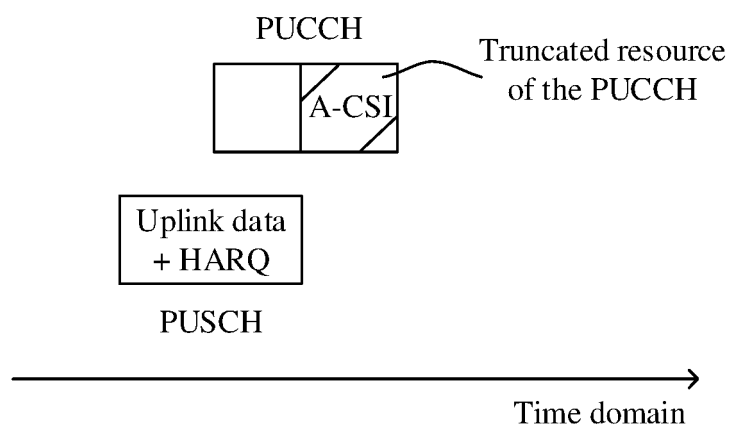 PUCCH
Truncated resource
of the PUCCH
A-CSI
Uplink data
+ HARQ
PUSCH
Time domain